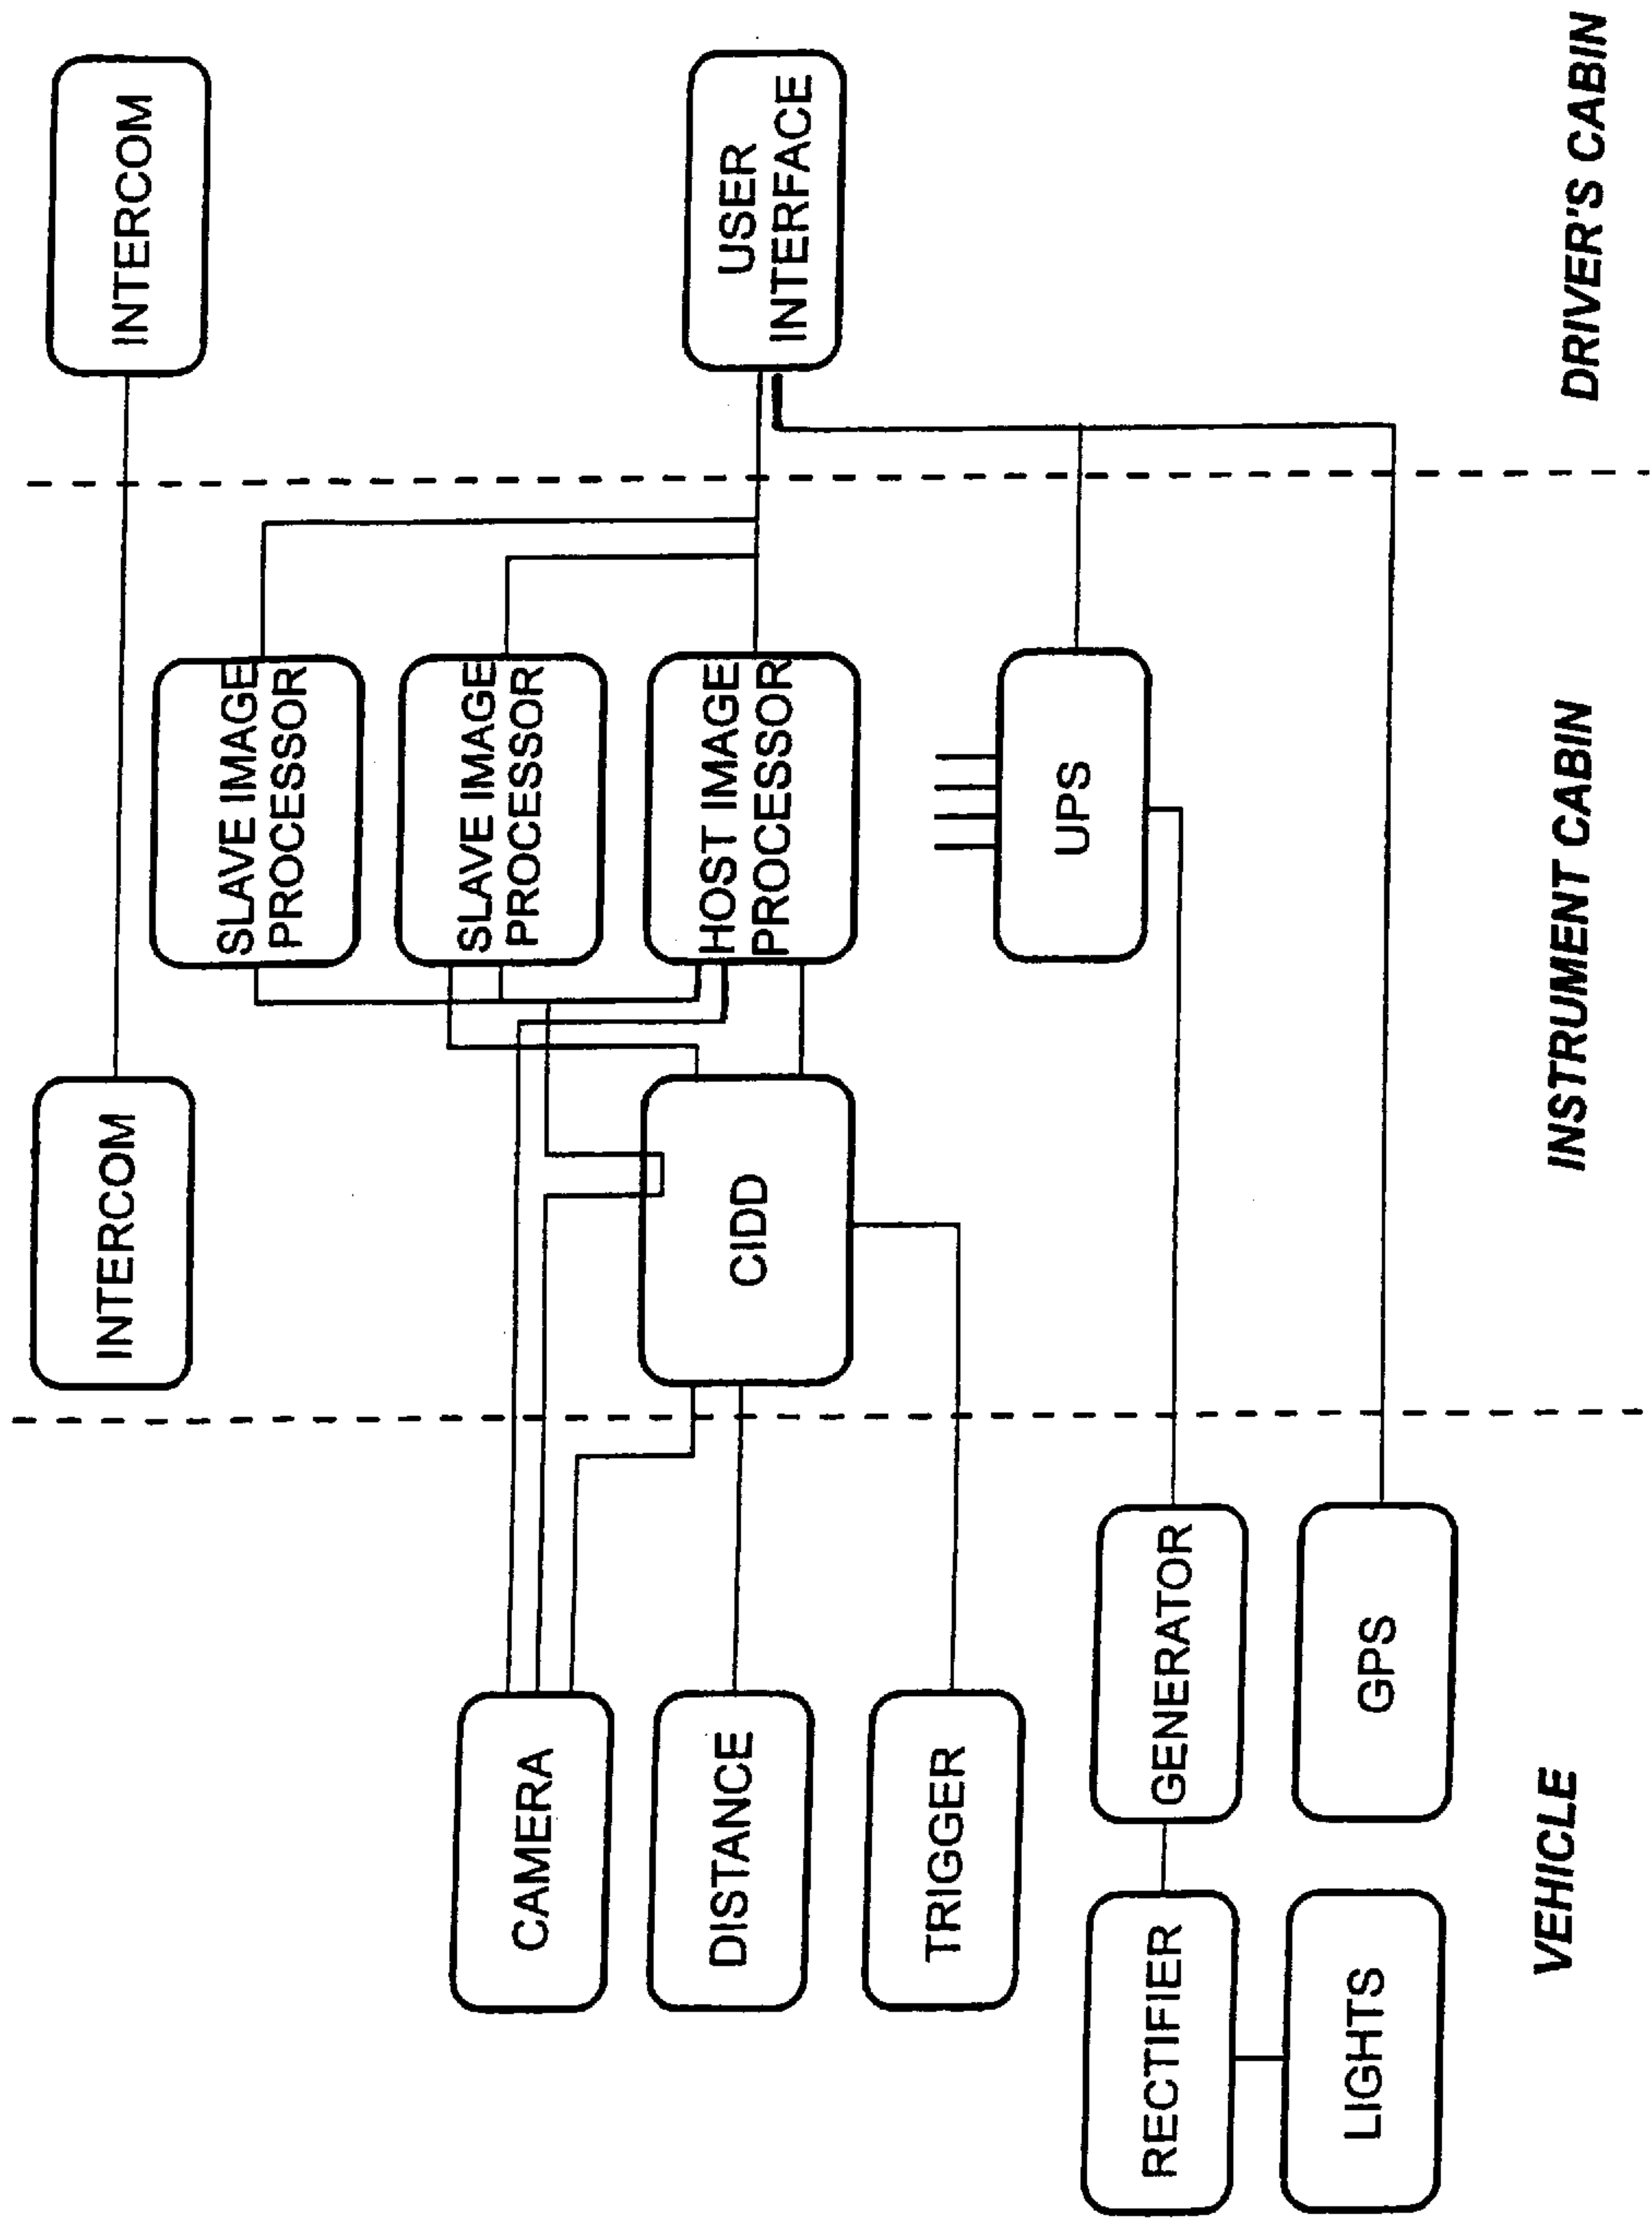 INTERCOM
INTERCOM
SLAVE IMAGE
PROCESSOR
SLAVE IMAGE
PROCESSOR
CAMERA
CIDD
HOST IMAGE
PROCESSOR
USER
INTERFACE
DISTANCE
TRIGGER
UPS
RECTIFIER
GENERATOR
LIGHTS
GPS
VEHICLE
INSTRUMENT CABIN
DRIVER'S CABIN